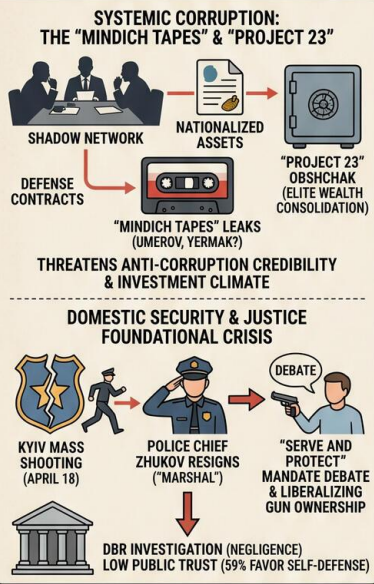 SYSTEMIC CORRUPTION:
THE "MINDICH TAPES" & "PROJECT 23"
SHADOW NETWORK
NATIONALIZED
ASSETS
"PROJECT 23"
OBSHCHAK
(ELITE WEALTH
CONSOLIDATION)
DEFENSE
CONTRACTS
"MINDICH TAPES" LEAKS
(UMEROV, YERMAK?)
THREATENS ANTI-CORRUPTION CREDIBILITY
& INVESTMENT CLIMATE
DOMESTIC SECURITY & JUSTICE
FOUNDATIONAL CRISIS
DEBATE
KYIV MASS
SHOOTING
(APRIL 18)
POLICE CHIEF
ZHUKOV RESIGNS
("MARSHAL")
"SERVE AND
PROTECT"
MANDATE DEBATE
& LIBERALIZING
GUN OWNERSHIP
DBR INVESTIGATION (NEGLIGENCE)
LOW PUBLIC TRUST (59% FAVOR SELF-DEFENSE)